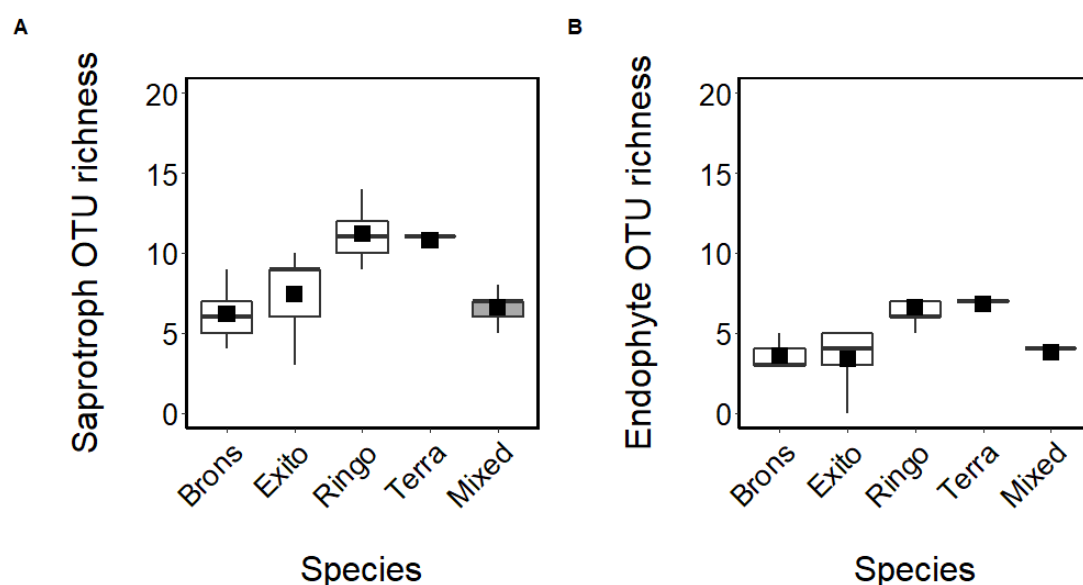 A
Saprotroph OTU richness
20
15
10
5
0
Brons
Exito
Ringo
Terra
Mixed
Species
B
Endophyte OTU richness
20
15
10
5
0
Brons
Exito
Ringo
Terra
Mixed
Species